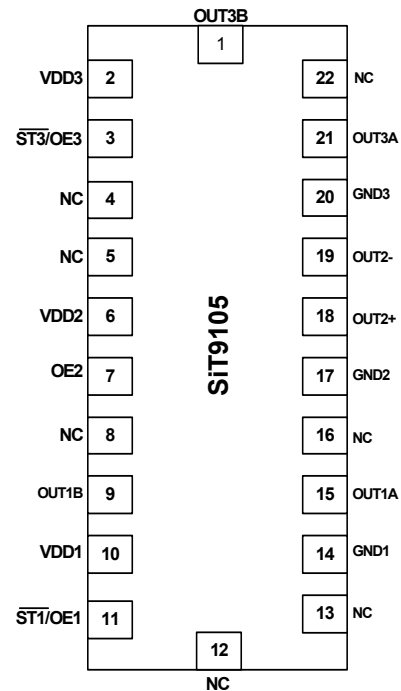 OUT3B
1
VDD3 2 22 NC
S̅T̅3̅/OE3 3 21 OUT3A
NC 4 20 GND3
NC 5 19 OUT2-
VDD2 6 18 OUT2+
OE2 7 17 GND2
SiT9105
NC 8 16 NC
OUT1B 9 15 OUT1A
VDD1 10 14 GND1
S̅T̅1̅/OE1 11 13 NC
12
NC